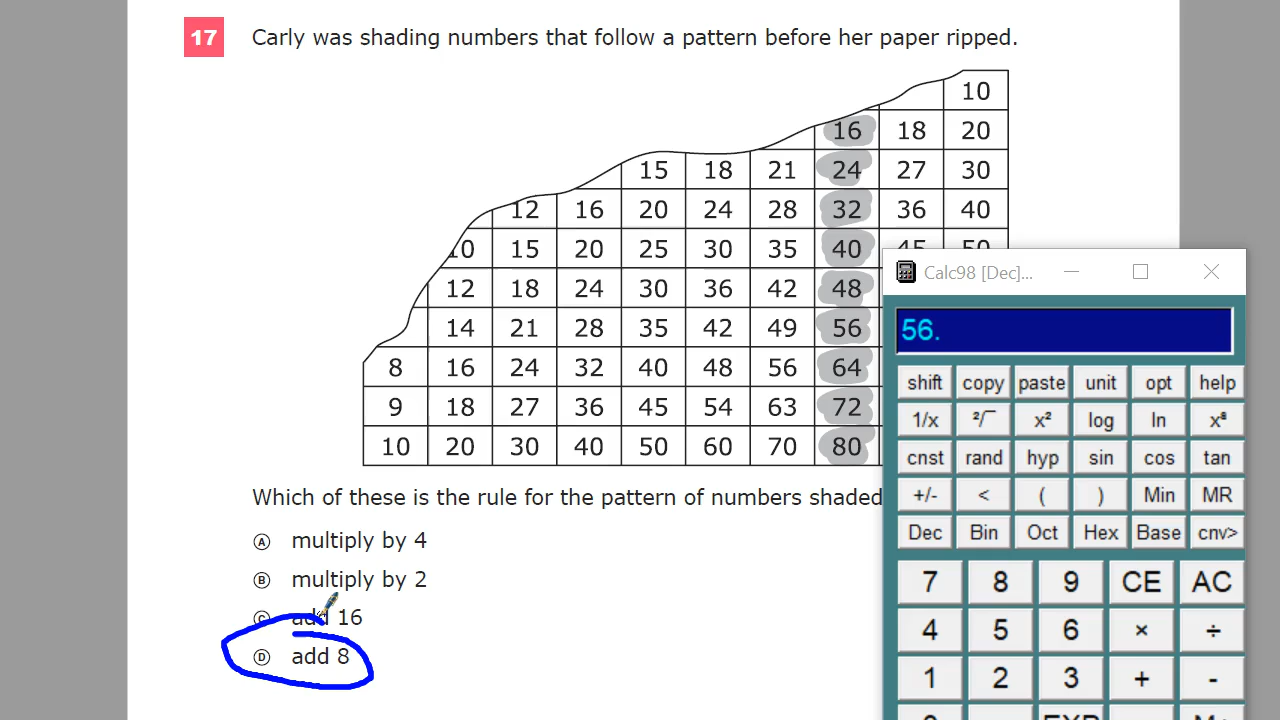 17 Carly was shading numbers that follow a pattern before her paper ripped.
10
16 18 20
15 18 21 24 27 30
12 16 20 24 28 32 36 40
10 15 20 25 30 35 40 45 50
12 18 24 30 36 42 48
14 21 28 35 42 49 56
8 16 24 32 40 48 56 64
9 18 27 36 45 54 63 72
10 20 30 40 50 60 70 80
Which of these is the rule for the pattern of numbers shaded
A multiply by 4
B multiply by 2
C add 16
D add 8
Calc98 [Dec]...
56.
shift copy paste unit opt help
1/x ²√ x² log ln
cnst rand hyp sin cos tan
+/- < ( ) Min MR
Dec Bin Oct Hex Base cnv>
7 8 9 CE AC
4 5 6 × ÷
1 2 3 + -